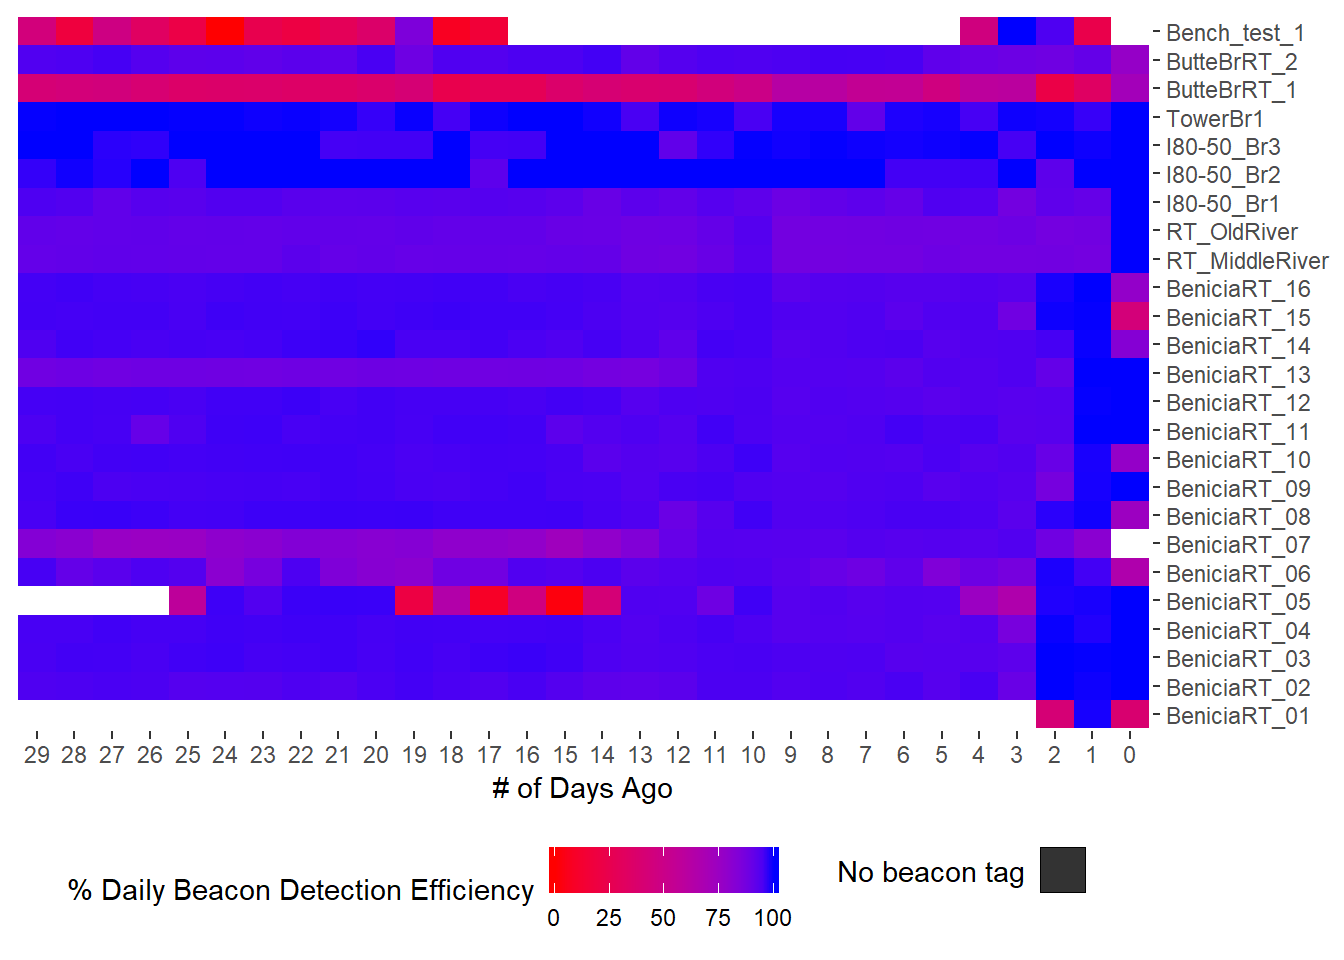 Bench_test_1
ButteBrRT_2
ButteBrRT_1
TowerBr1
I80-50_Br3
I80-50_Br2
I80-50_Br1
RT_OldRiver
RT_MiddleRiver
BeniciaRT_16
BeniciaRT_15
BeniciaRT_14
BeniciaRT_13
BeniciaRT_12
BeniciaRT_11
BeniciaRT_10
BeniciaRT_09
BeniciaRT_08
BeniciaRT_07
BeniciaRT_06
BeniciaRT_05
BeniciaRT_04
BeniciaRT_03
BeniciaRT_02
BeniciaRT_01
29 28 27 26 25 24 23 22 21 20 19 18 17 16 15 14 13 12 11 10 9 8 7 6 5 4 3 2 1 0
# of Days Ago
% Daily Beacon Detection Efficiency
0 25 50 75 100
No beacon tag